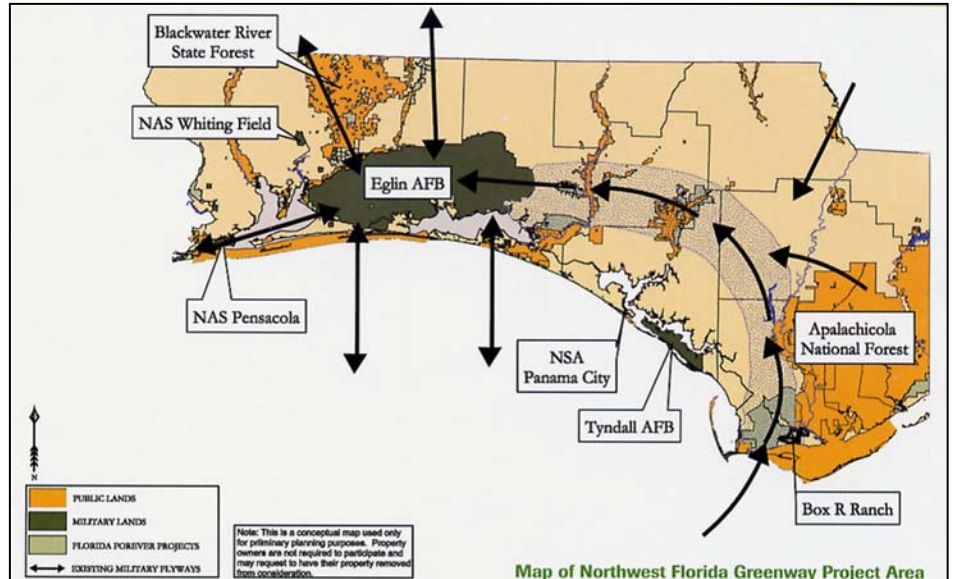 Blackwater River
State Forest
NAS Whiting Field
Eglin AFB
NAS Pensacola
NSA
Panama City
Tyndall AFB
Apalachicola
National Forest
Box R Ranch
N
PUBLIC LANDS
MILITARY LANDS
FLORIDA FOREVER PROJECTS
EXISTING MILITARY FLYWAYS
Note: This is a conceptual map used only
for priliminary planning purposes. Property
owners are not required to participate and
may request to have their property removed
from consideration.
Map of Northwest Florida Greenway Project Area